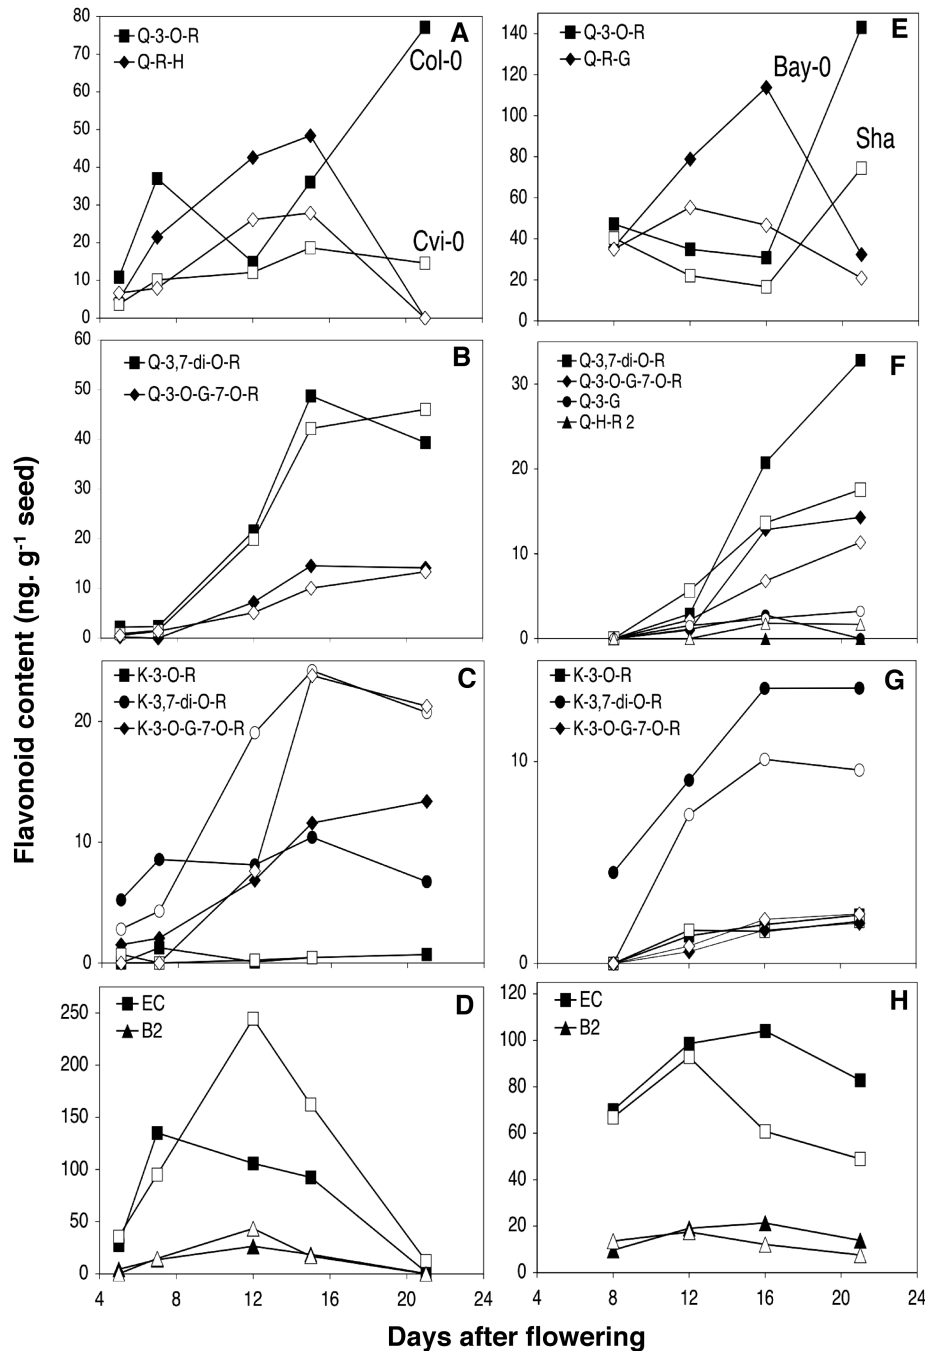 A
Q-3-O-R
Q-R-H
Col-0
Cvi-0
80
70
60
50
40
30
20
10
0
E
Q-3-O-R
Q-R-G
Bay-0
Sha
140
120
100
80
60
40
20
0
B
Q-3,7-di-O-R
Q-3-O-G-7-O-R
60
50
40
30
20
10
0
F
Q-3,7-di-O-R
Q-3-O-G-7-O-R
Q-3-G
Q-H-R 2
30
20
10
0
C
K-3-O-R
K-3,7-di-O-R
K-3-O-G-7-O-R
20
10
0
G
K-3-O-R
K-3,7-di-O-R
K-3-O-G-7-O-R
10
0
D
EC
B2
250
200
150
100
50
0
4 8 12 16 20 24
H
EC
B2
120
100
80
60
40
20
0
4 8 12 16 20 24
Flavonoid content (ng. g⁻¹ seed)
Days after flowering